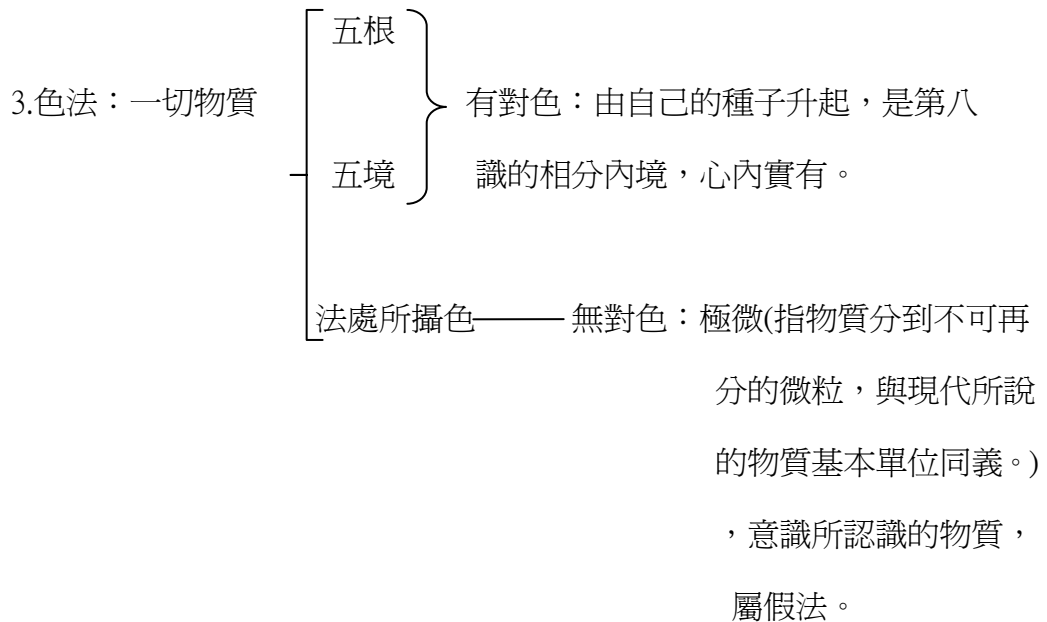 五根
3.色法：一切物質
有對色：由自己的種子升起，是第八
五境
識的相分內境，心內實有。
法處所攝色
無對色：極微(指物質分到不可再
分的微粒，與現代所說
的物質基本單位同義。)
，意識所認識的物質，
屬假法。